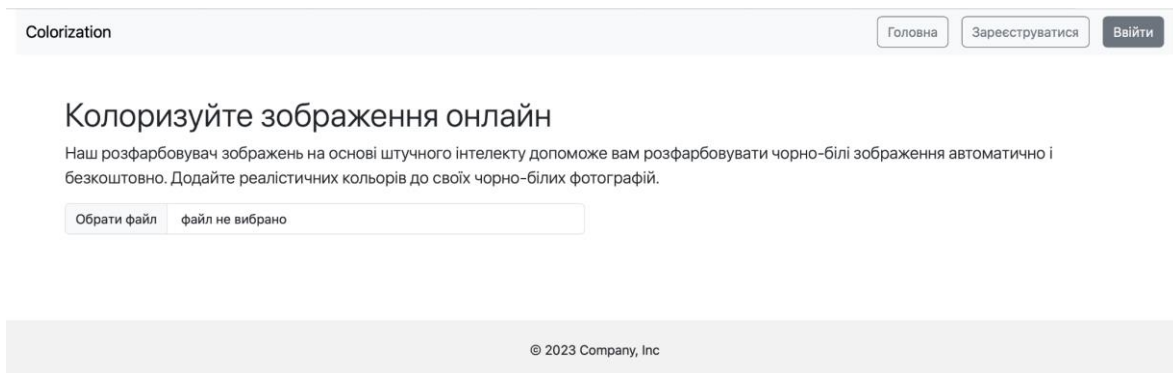 Colorization
Головна
Зареєструватися
Ввійти
Колоризуйте зображення онлайн
Наш розфарбовувач зображень на основі штучного інтелекту допоможе вам розфарбовувати чорно-білі зображення автоматично і
безкоштовно. Додайте реалістичних кольорів до своїх чорно-білих фотографій.
Обрати файл файл не вибрано
© 2023 Company, Inc